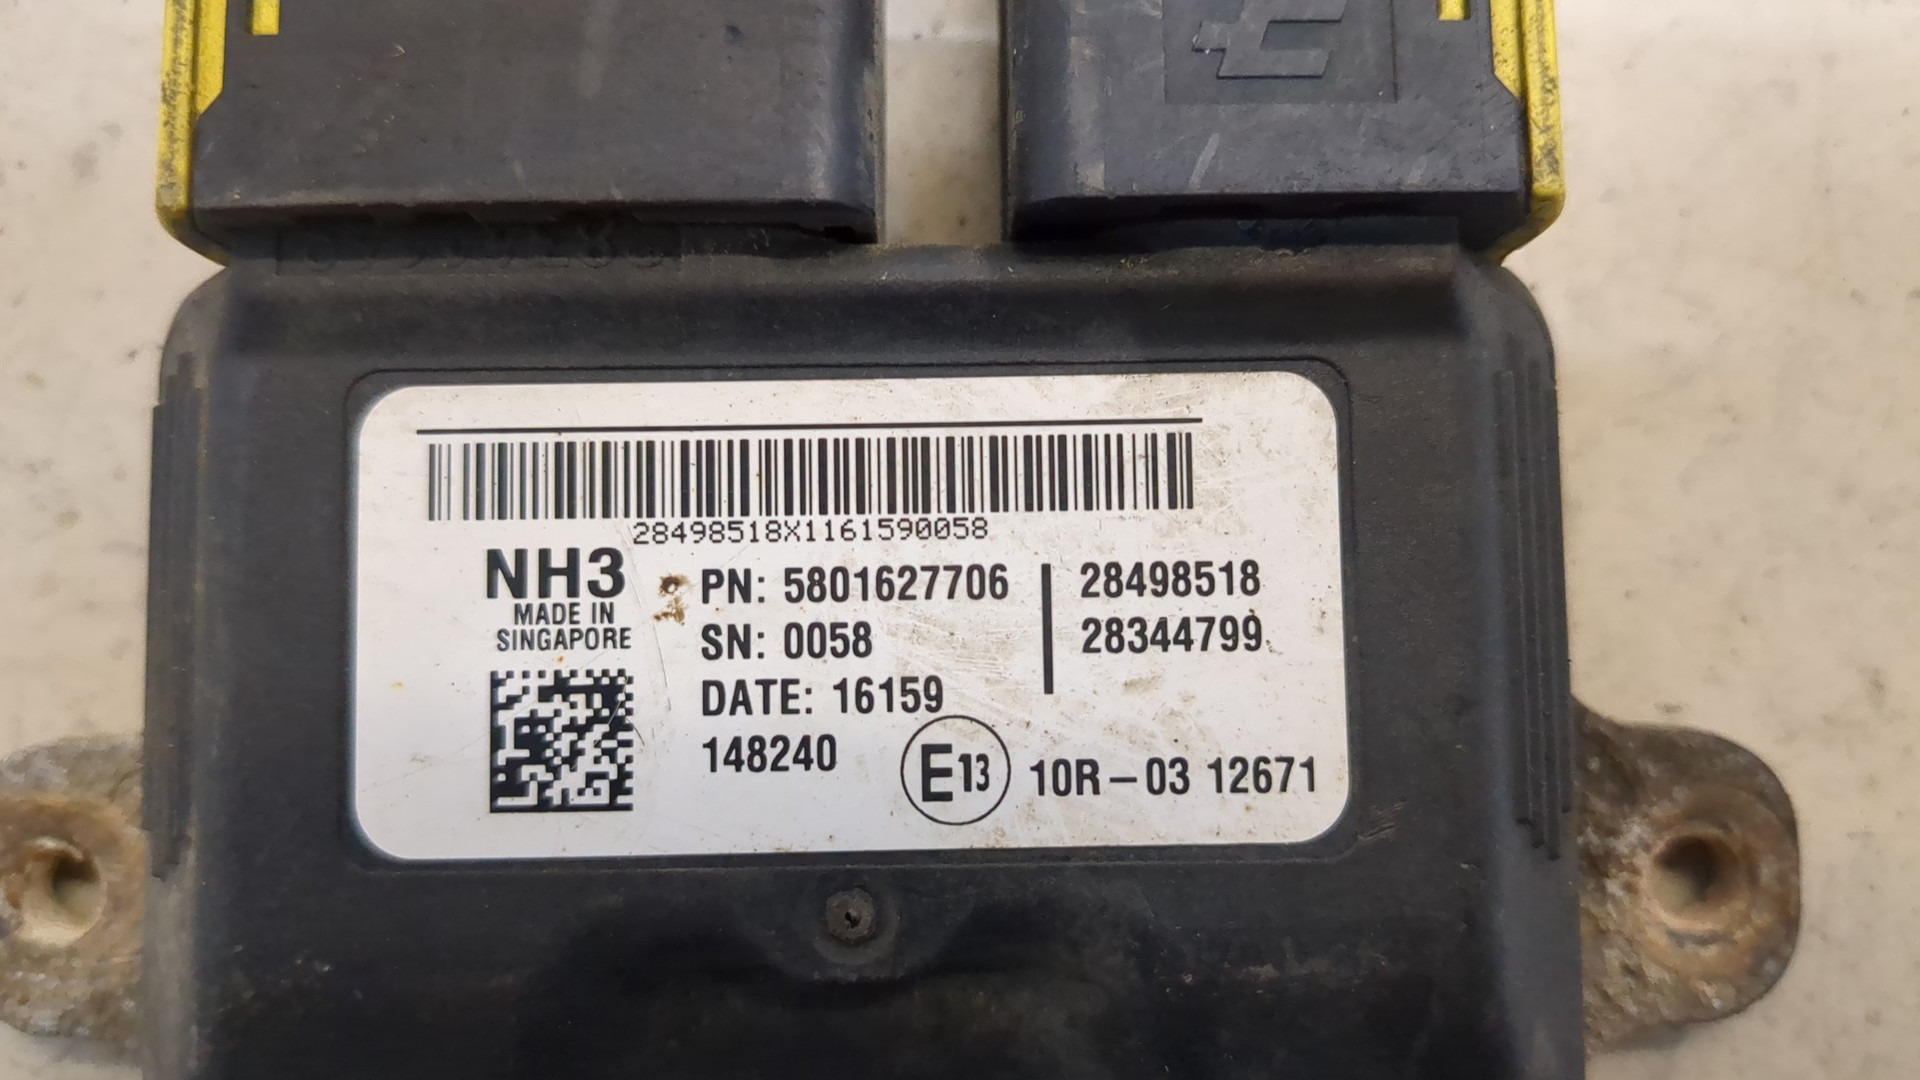 28498518X1161590058
NH3
MADE IN
SINGAPORE
PN: 5801627706
SN: 0058
DATE: 16159
148240
28498518
28344799
E13
10R-03 12671